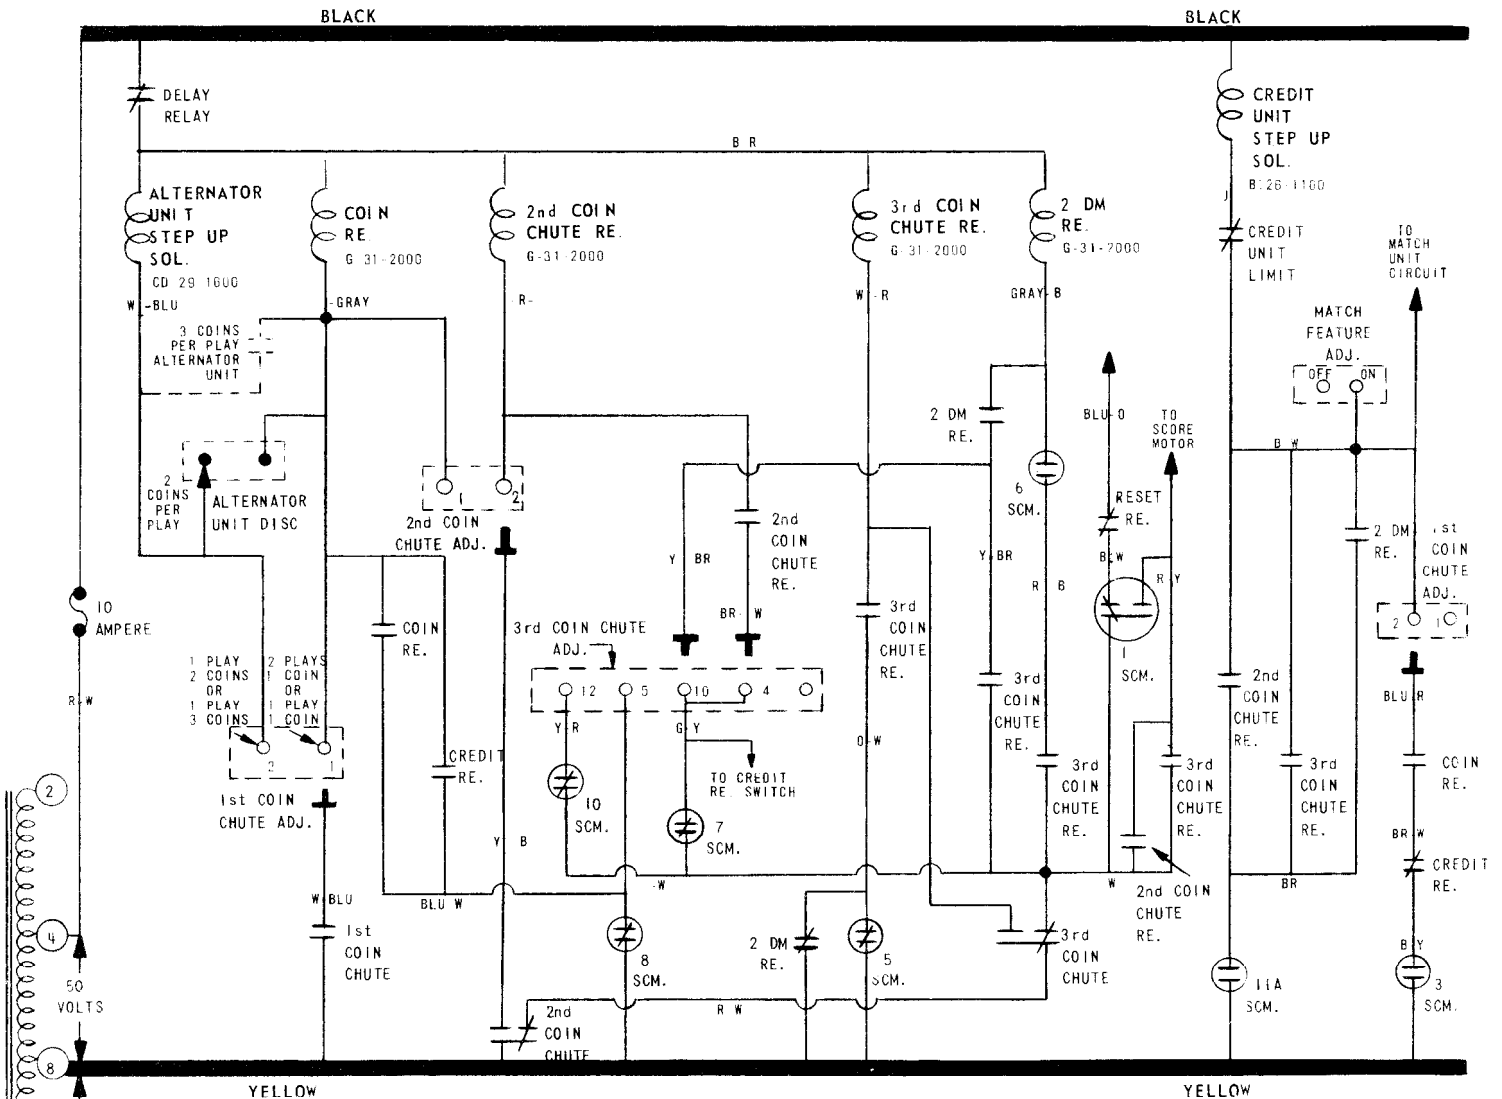 BLACK
BLACK
DELAY
RELAY
B R
CREDIT
UNIT
STEP UP
SOL.
ALTERNATOR
UNIT
STEP UP
SOL.
CD 29 1600
COIN
RE.
G 31-2000
2nd COIN
CHUTE RE.
G-31-2000
3rd COIN
CHUTE RE.
G-31-2000
2 DM
RE.
G-31-2000
CREDIT
UNIT
LIMIT
TO
MATCH
UNIT
CIRCUIT
W -BLU
-GRAY
-R-
W -R
GRAY-B
3 COINS
PER PLAY
ALTERNATOR
UNIT
MATCH
FEATURE
ADJ.
OFF
ON
2 DM
RE.
BLU-O
TO
SCORE
MOTOR
B W
2
COINS
PER
PLAY
ALTERNATOR
UNIT DISC
1
2
2nd COIN
CHUTE ADJ.
6
SCM.
RESET
RE.
2nd
COIN
CHUTE
RE.
2 DM
RE.
1st
COIN
CHUTE
ADJ.
Y BR
Y BR
B W
R Y
R B
BR- W
10
AMPERE
COIN
RE.
3rd COIN CHUTE
ADJ.
3rd
COIN
CHUTE
RE.
1
SCM.
2
1
1 PLAY
2 COINS
OR
1 PLAY
3 COINS
2 PLAYS
1 COIN
OR
1 PLAY
1 COIN
12
5
10
4
3rd
COIN
CHUTE
RE.
2nd
COIN
CHUTE
RE.
BLU R
R W
Y-R
G Y
O-W
2
1
CREDIT
RE.
TO CREDIT
RE. SWITCH
3rd
COIN
CHUTE
RE.
3rd
COIN
CHUTE
RE.
3rd
COIN
CHUTE
RE.
COIN
RE.
2
1st COIN
CHUTE ADJ.
10
SCM.
7
SCM.
Y B
BR W
CREDIT
RE.
W BLU
BLU W
-W
W
2nd COIN
CHUTE
RE.
BR
4
1st
COIN
CHUTE
8
SCM.
2 DM
RE.
5
SCM.
3rd
COIN
CHUTE
B Y
50
VOLTS
11A
SCM.
3
SCM.
R W
2nd
COIN
CHUTE
8
YELLOW
YELLOW